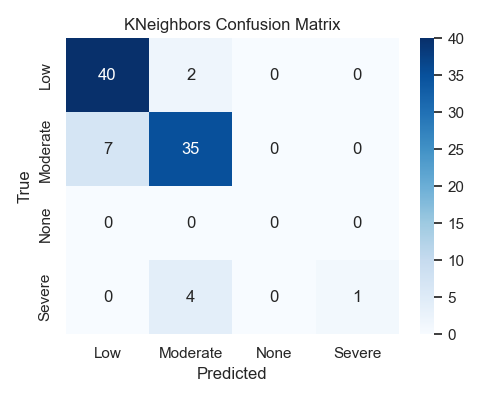 KNeighbors Confusion Matrix
True
Low 40 2 0 0
Moderate 7 35 0 0
None 0 0 0 0
Severe 0 4 0 1
Low Moderate None Severe
Predicted
40
35
30
25
20
15
10
5
0